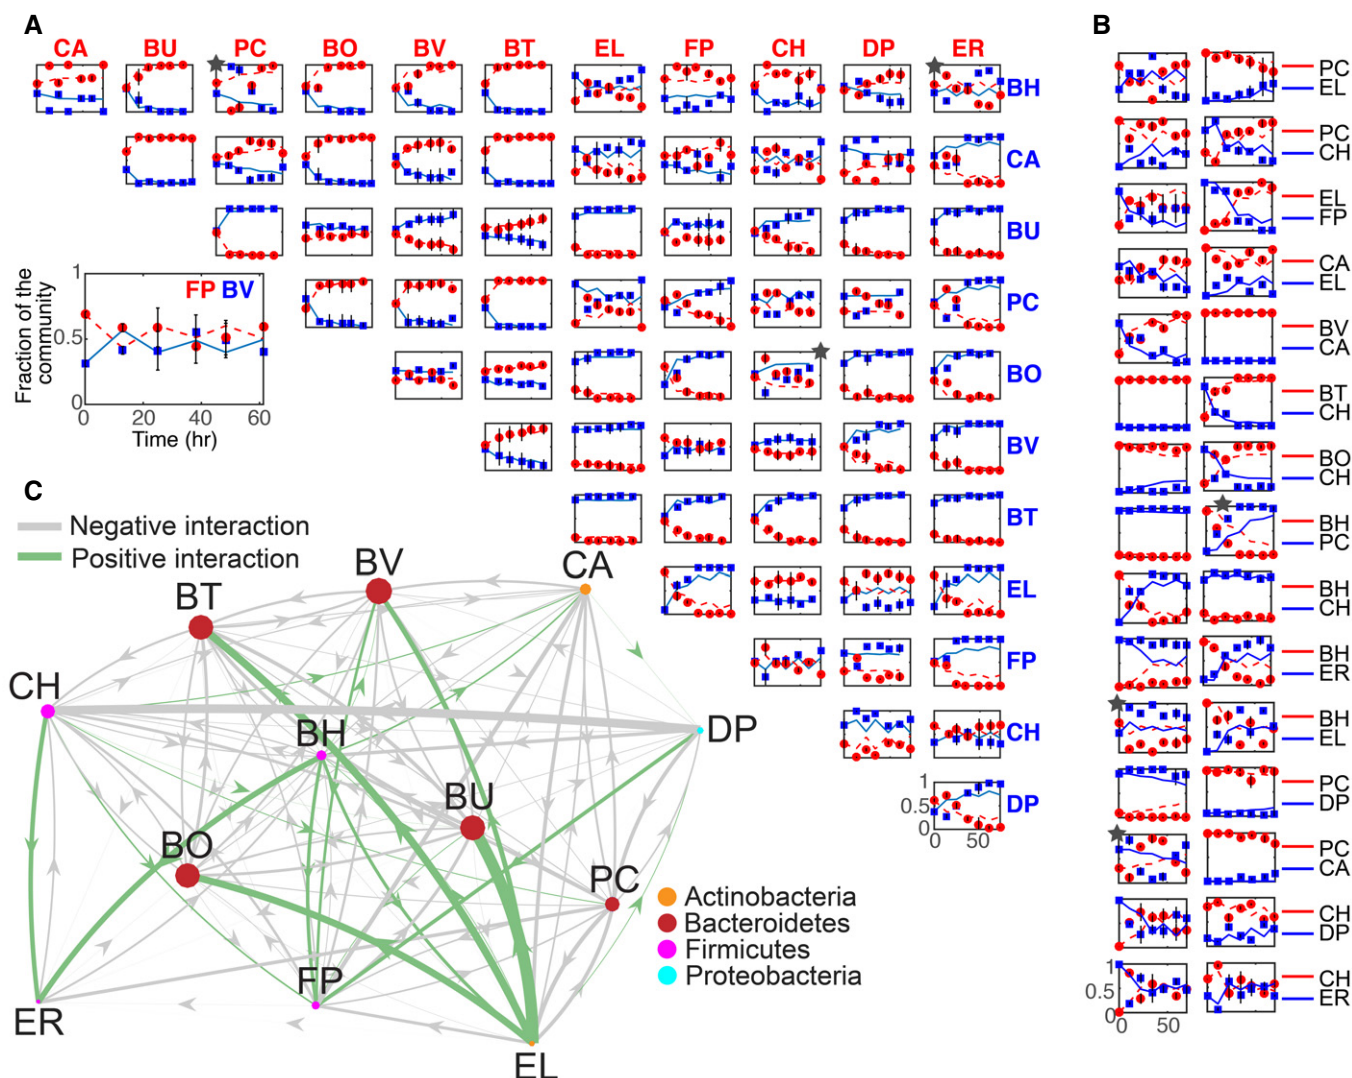 A
B
CA BU PC BO BV BT EL FP CH DP ER
BH
CA
BU
PC
BO
BV
BT
EL
FP
CH
DP
1
0.5
0
0 50
Fraction of the
community
1
0.5
0
FP BV
0 20 40 60
Time (hr)
PC
EL
PC
CH
EL
FP
CA
EL
BV
CA
BT
CH
BO
CH
BH
PC
BH
CH
BH
ER
BH
EL
PC
DP
PC
CA
CH
DP
CH
ER
1
0.5
0
0 50
C
Negative interaction
Positive interaction
BV
CA
BT
CH
BH
DP
BU
BO
PC
FP
ER
EL
Actinobacteria
Bacteroidetes
Firmicutes
Proteobacteria